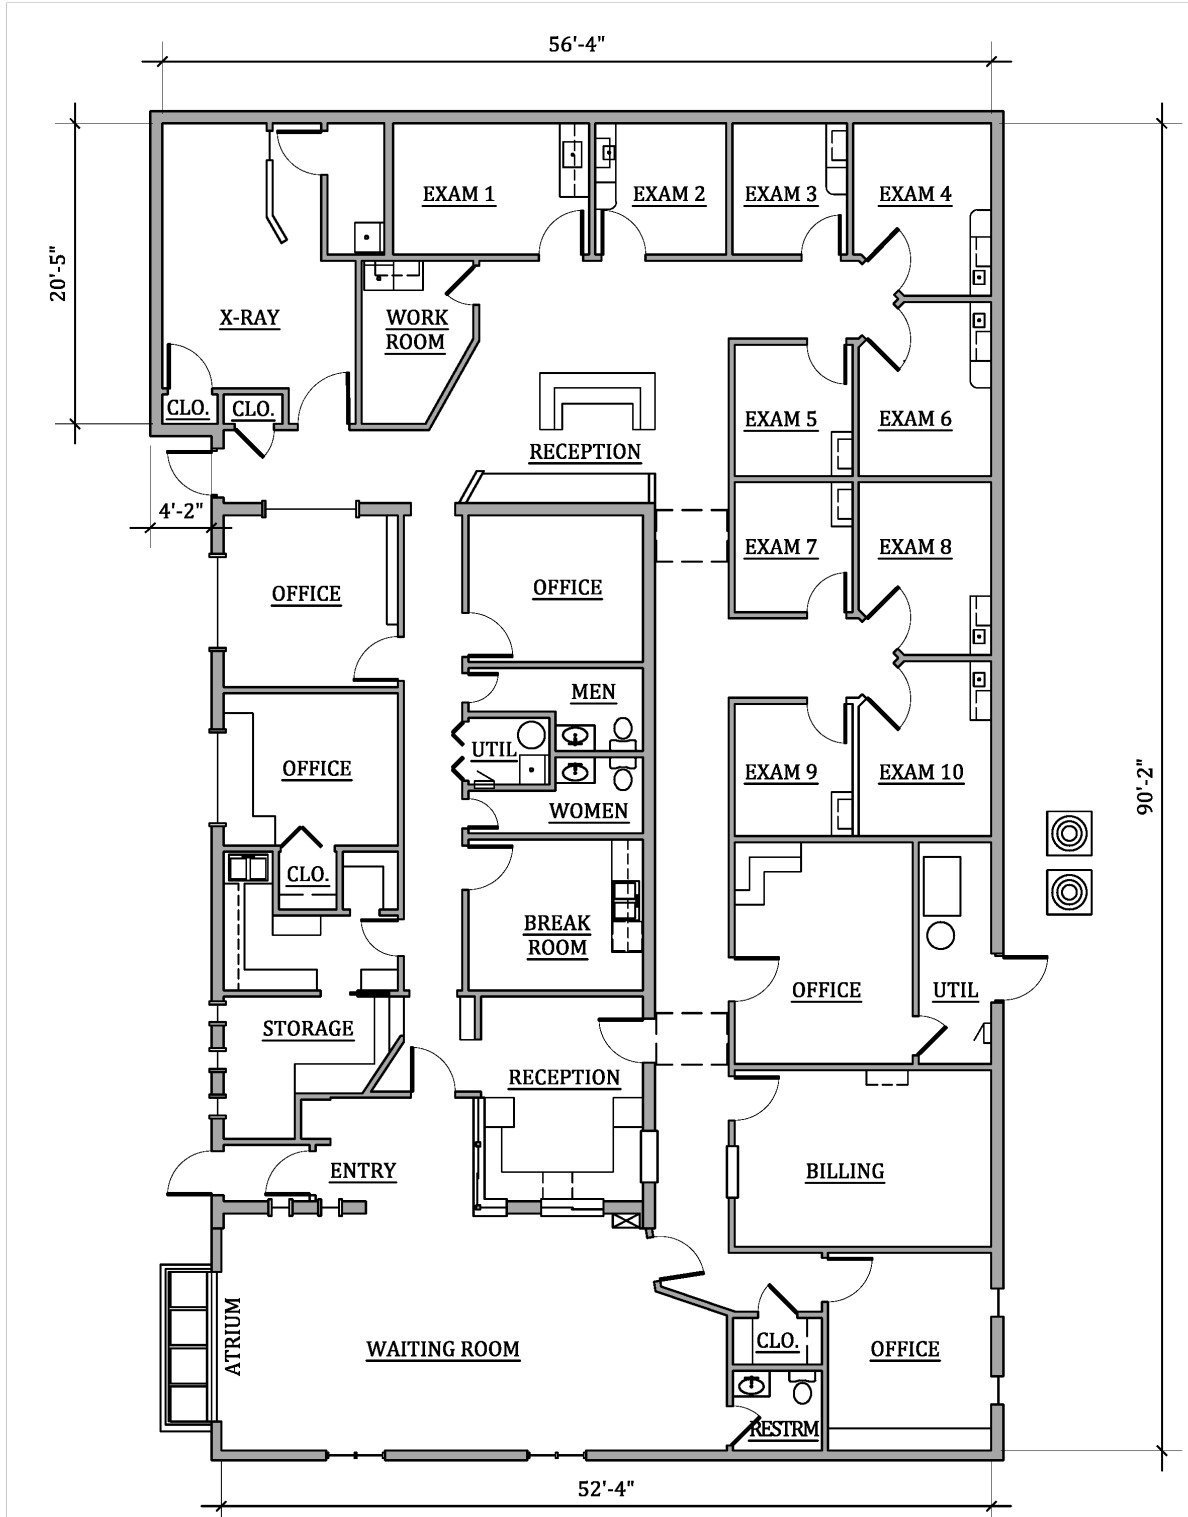 56'-4"
EXAM 1
EXAM 2
EXAM 3
EXAM 4
20'-5"
X-RAY
WORK
ROOM
CLO.
CLO.
EXAM 5
EXAM 6
RECEPTION
4'-2"
EXAM 7
EXAM 8
OFFICE
OFFICE
MEN
UTIL
OFFICE
EXAM 9
EXAM 10
90'-2"
WOMEN
CLO.
BREAK
ROOM
OFFICE
UTIL
STORAGE
RECEPTION
ENTRY
BILLING
ATRIUM
WAITING ROOM
CLO.
OFFICE
RESTRM
52'-4"